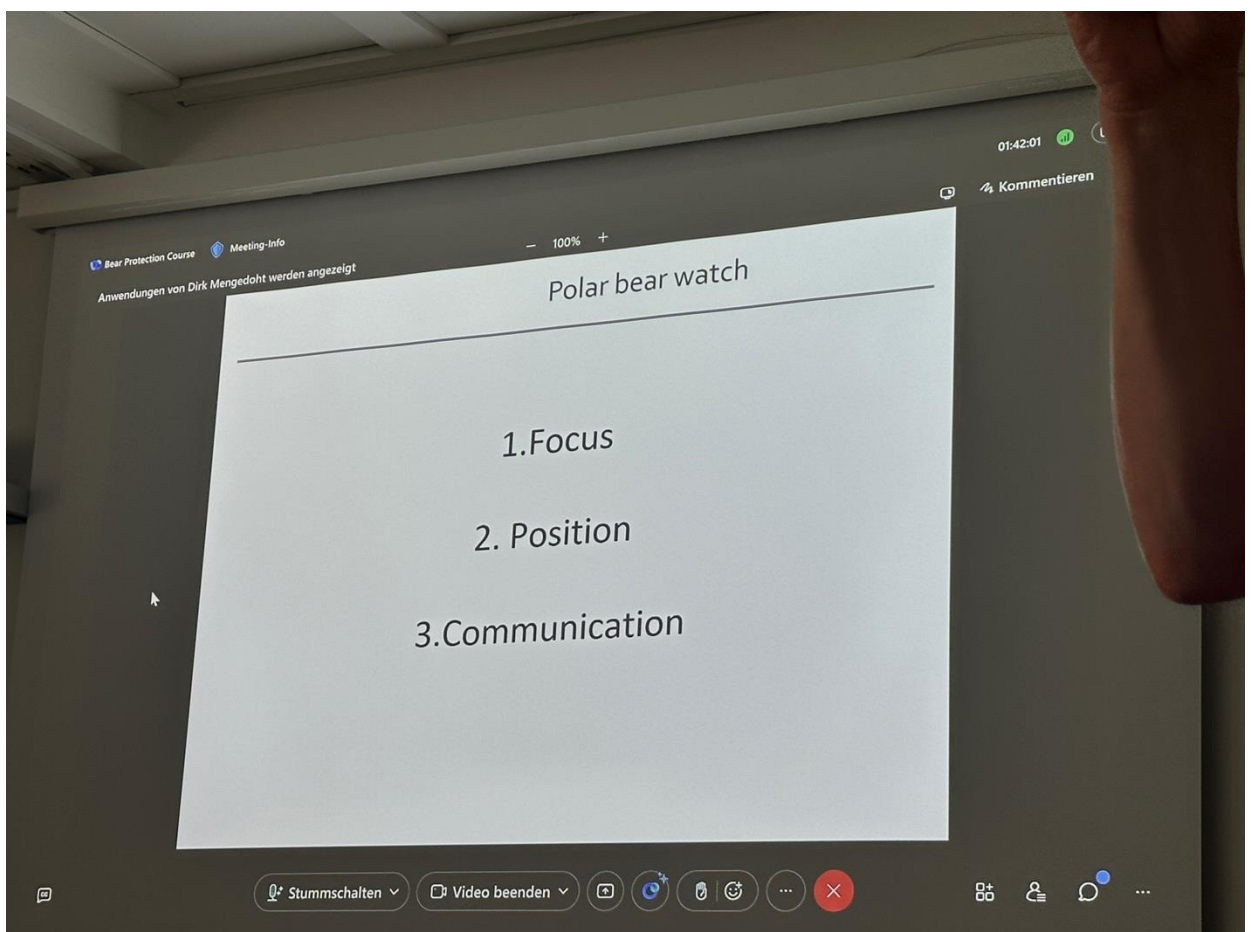 01:42:01
Kommentieren
Bear Protection Course Meeting-Info
100%
Anwendungen von Dirk Mengedoht werden angezeigt
Polar bear watch
1.Focus
2. Position
3.Communication
Stummschalten
Video beenden